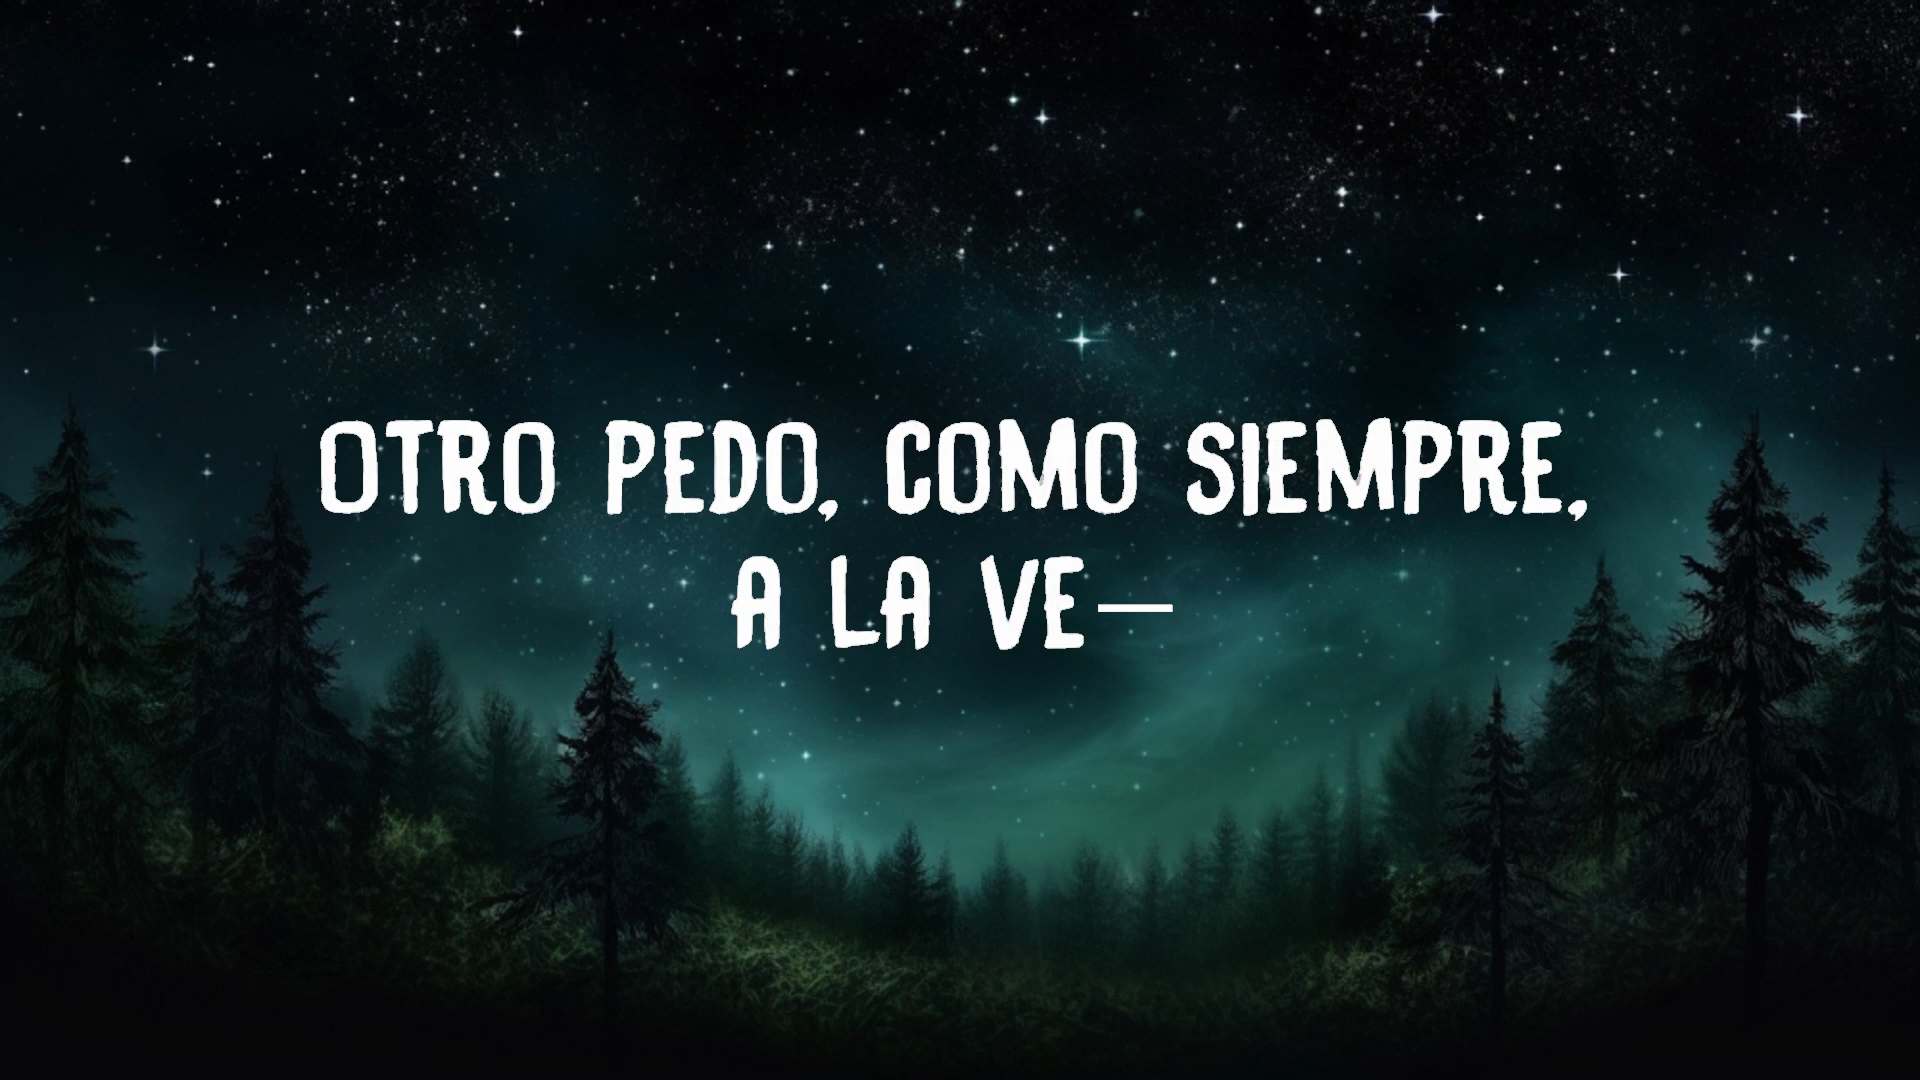 OTRO PEDO, COMO SIEMPRE,
A LA VE—